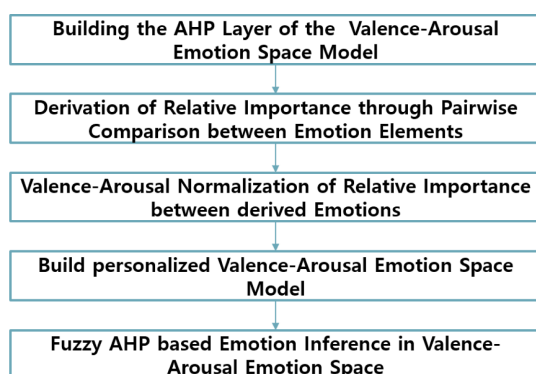 Building the AHP Layer of the Valence-Arousal
Emotion Space Model
Derivation of Relative Importance through Pairwise
Comparison between Emotion Elements
Valence-Arousal Normalization of Relative Importance
between derived Emotions
Build personalized Valence-Arousal Emotion Space
Model
Fuzzy AHP based Emotion Inference in Valence-
Arousal Emotion Space